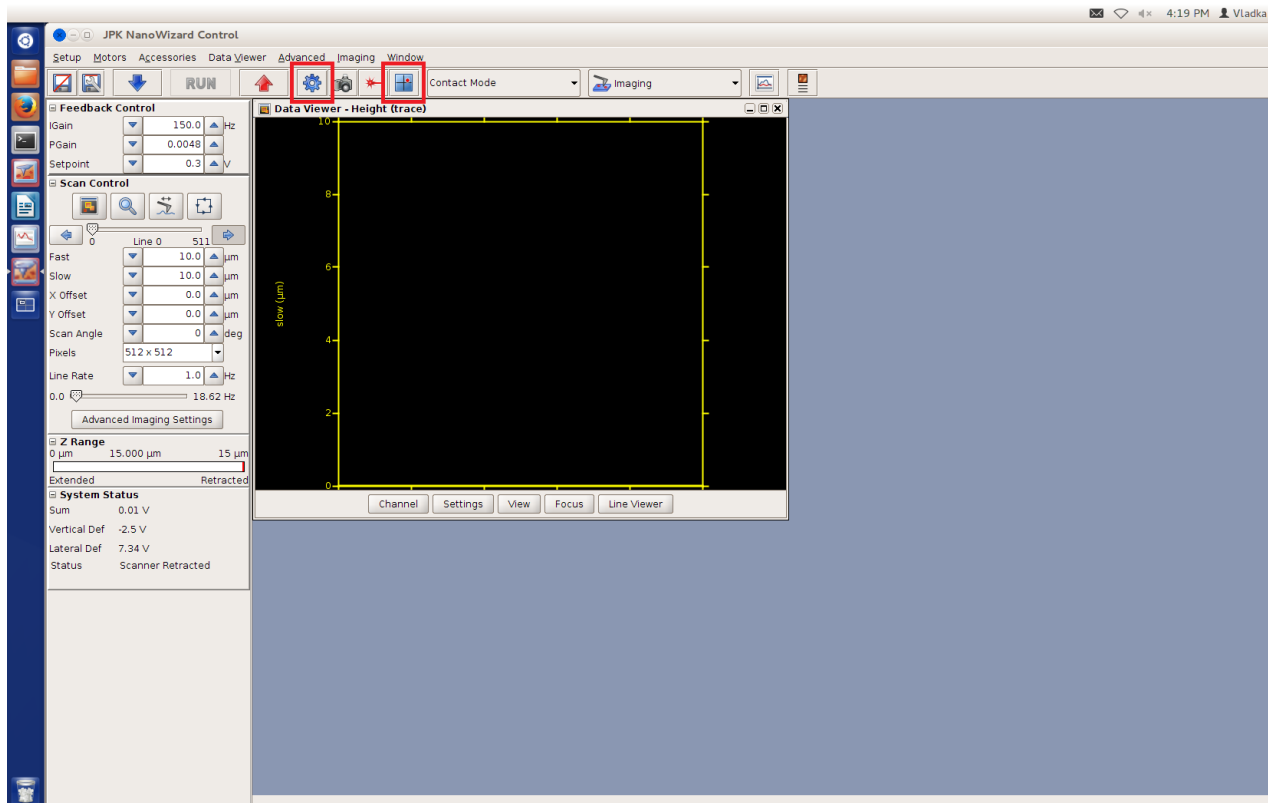 4:19 PM Vladka
JPK NanoWizard Control
Setup Motors Accessories Data Viewer Advanced Imaging Window
RUN Contact Mode Imaging
Feedback Control
IGain 150.0 Hz
PGain 0.0048
Setpoint 0.3 V
Scan Control
0 Line 0 511
Fast 10.0 µm
Slow 10.0 µm
X Offset 0.0 µm
Y Offset 0.0 µm
Scan Angle 0 deg
Pixels 512 x 512
Line Rate 1.0 Hz
0.0 18.62 Hz
Advanced Imaging Settings
Z Range
0 µm 15.000 µm 15 µm
Extended Retracted
System Status
Sum 0.01 V
Vertical Def -2.5 V
Lateral Def 7.34 V
Status Scanner Retracted
Data Viewer - Height (trace)
10
8
6
slow (µm)
4
2
0
Channel Settings View Focus Line Viewer